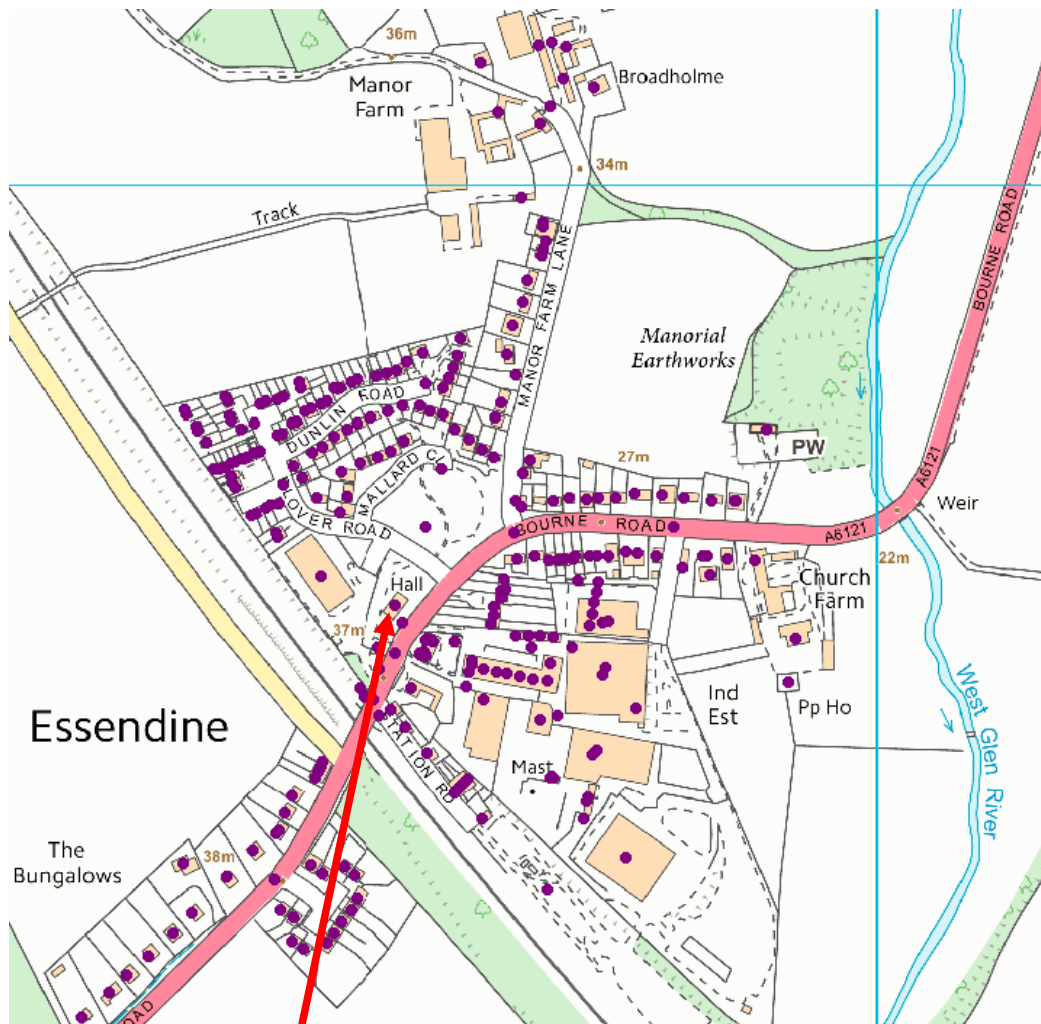 36m
Manor
Farm
Broadholme
34m
Track
MANOR FARM LANE
BOURNE ROAD
Manorial
Earthworks
DUNLIN ROAD
MALLARD CL
PW
27m
A6121
Weir
LOVER ROAD
BOURNE ROAD
A6121
22m
Hall
Church
Farm
37m
Essendine
Ind
Est
Pp Ho
West Glen River
STATION RD
Mast
The
Bungalows
38m
ROAD